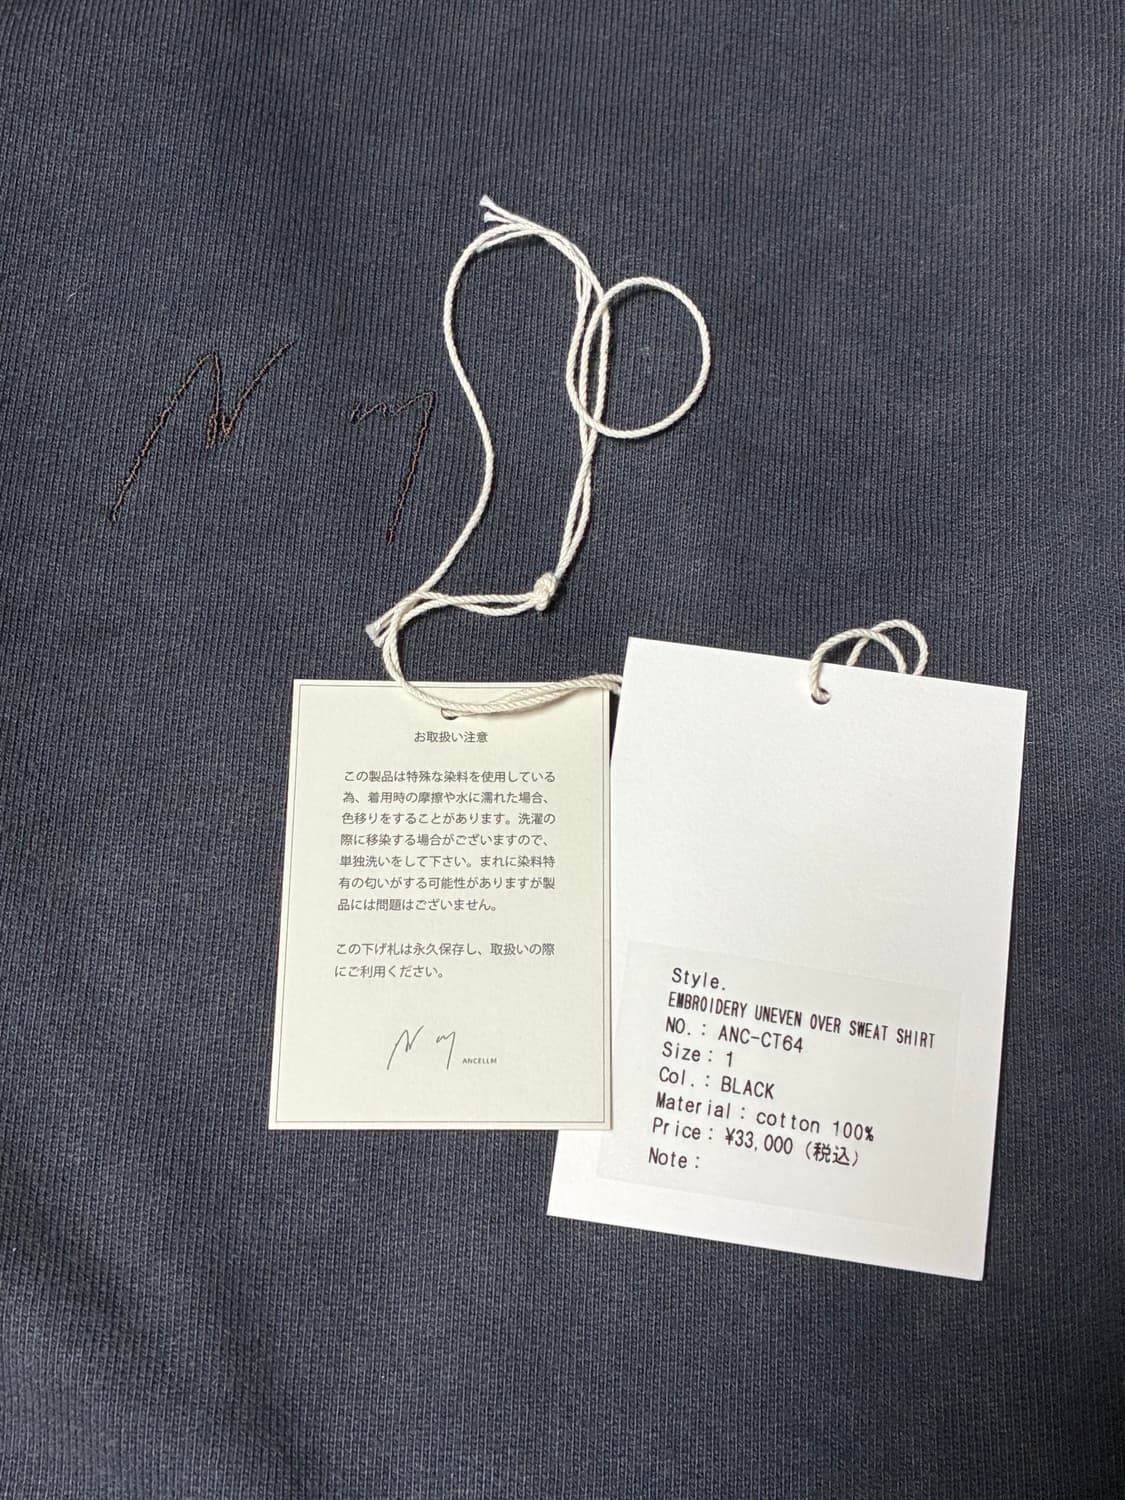 お取扱い注意
この製品は特殊な染料を使用している
為、着用時の摩擦や水に濡れた場合、
色移りをすることがあります。洗濯の
際に移染する場合がございますので、
単独洗いをして下さい。まれに染料特
有の匂いがする可能性がありますが製
品には問題はございません。
この下げ札は永久保存し、取扱いの際
にご利用ください。
ANCELLM
Style.
EMBROIDERY UNEVEN OVER SWEAT SHIRT
NO.: ANC-CT64
Size: 1
Col.: BLACK
Material: cotton 100%
Price: ¥33,000 (税込)
Note: